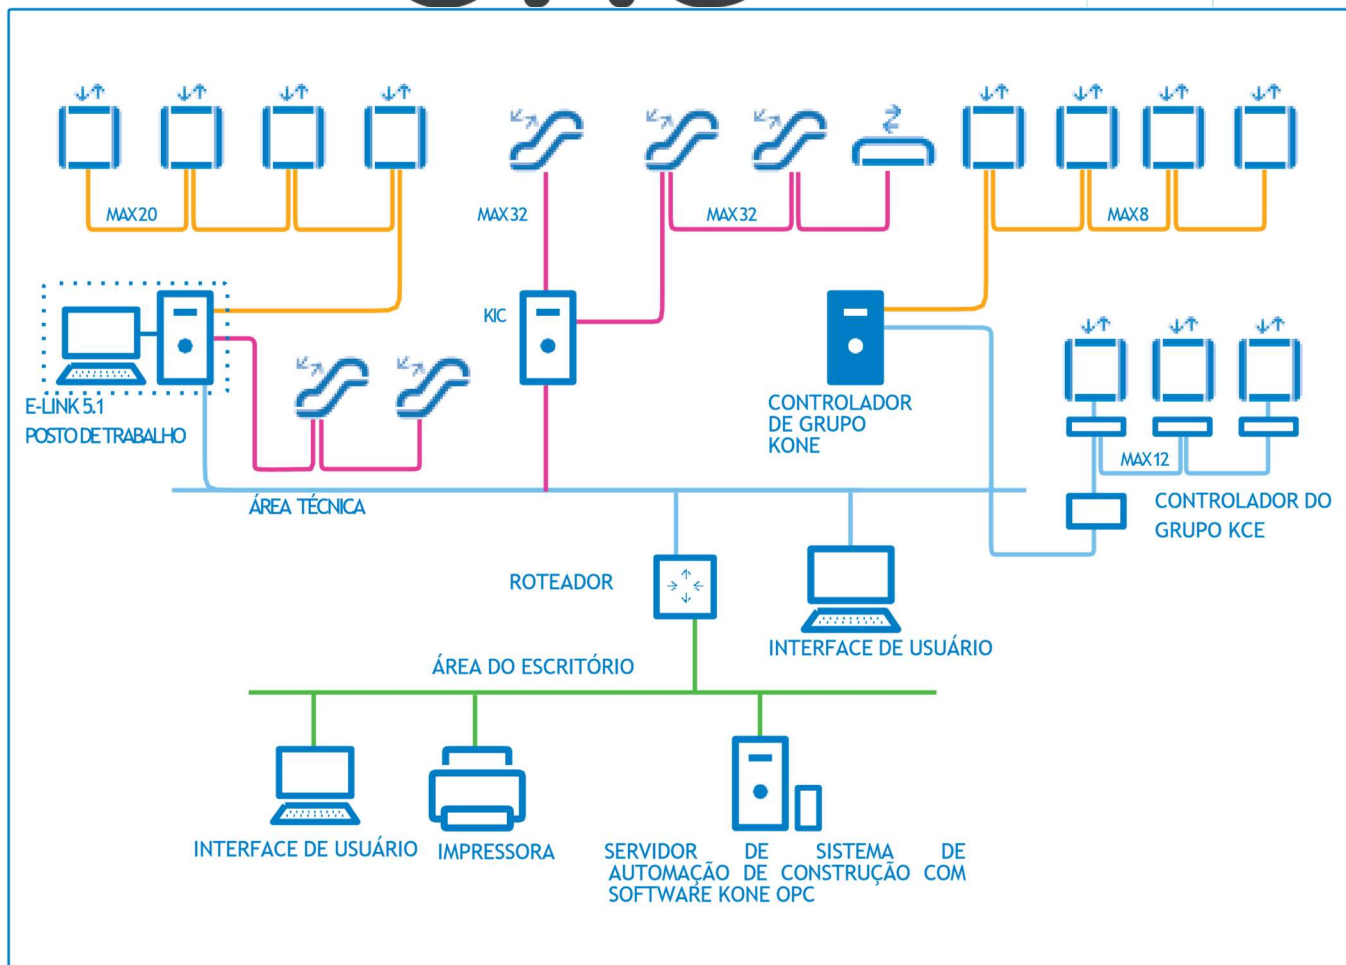 MAX20
MAX32
MAX32
MAX8
KIC
E-LINK 5.1
POSTO DE TRABALHO
CONTROLADOR
DE GRUPO
KONE
MAX12
CONTROLADOR DO
GRUPO KCE
ÁREA TÉCNICA
ROTEADOR
INTERFACE DE USUÁRIO
ÁREA DO ESCRITÓRIO
INTERFACE DE USUÁRIO
IMPRESSORA
SERVIDOR DE SISTEMA DE
AUTOMAÇÃO DE CONSTRUÇÃO COM
SOFTWARE KONE OPC